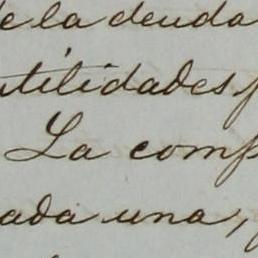 de la deuda
utilidades
La comp
ada una,